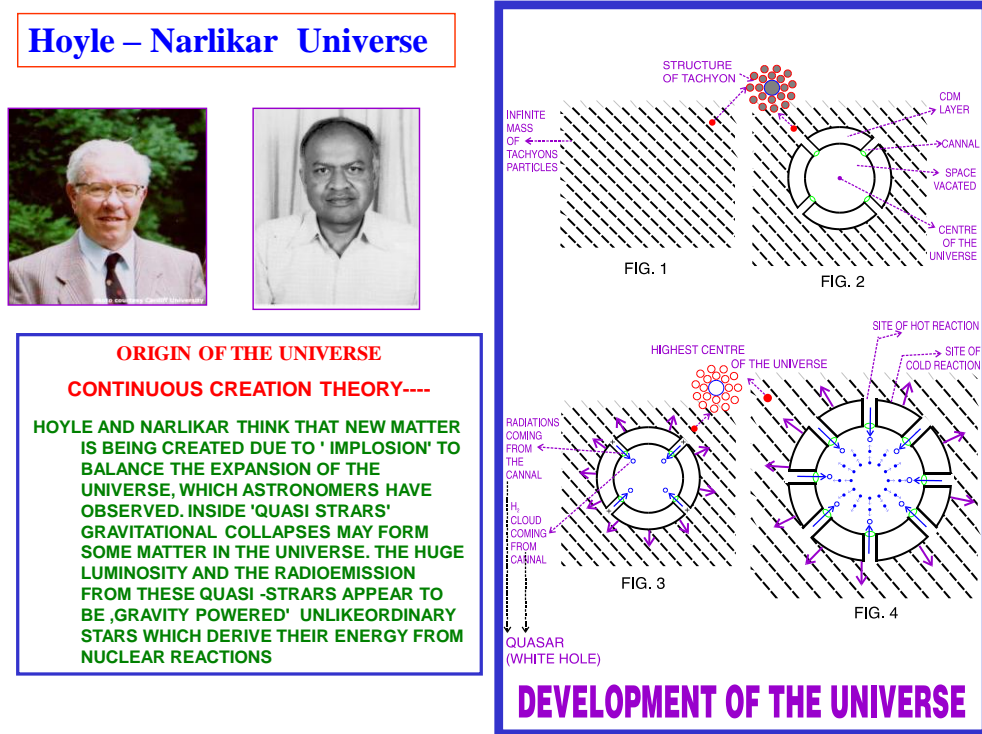 Hoyle – Narlikar Universe
photo courtesy Cardiff University
ORIGIN OF THE UNIVERSE
CONTINUOUS CREATION THEORY----
HOYLE AND NARLIKAR THINK THAT NEW MATTER
IS BEING CREATED DUE TO ' IMPLOSION' TO
BALANCE THE EXPANSION OF THE
UNIVERSE, WHICH ASTRONOMERS HAVE
OBSERVED. INSIDE 'QUASI STRARS'
GRAVITATIONAL COLLAPSES MAY FORM
SOME MATTER IN THE UNIVERSE. THE HUGE
LUMINOSITY AND THE RADIOEMISSION
FROM THESE QUASI -STRARS APPEAR TO
BE ,GRAVITY POWERED' UNLIKEORDINARY
STARS WHICH DERIVE THEIR ENERGY FROM
NUCLEAR REACTIONS
STRUCTURE
OF TACHYON
INFINITE
MASS
OF
TACHYONS
PARTICLES
FIG. 1
CDM
LAYER
CANNAL
SPACE
VACATED
CENTRE
OF THE
UNIVERSE
FIG. 2
HIGHEST CENTRE
OF THE UNIVERSE
RADIATIONS
COMING
FROM
THE
CANNAL
H2
CLOUD
COMING
FROM
CANNAL
FIG. 3
QUASAR
(WHITE HOLE)
SITE OF HOT REACTION
SITE OF
COLD REACTION
FIG. 4
DEVELOPMENT OF THE UNIVERSE